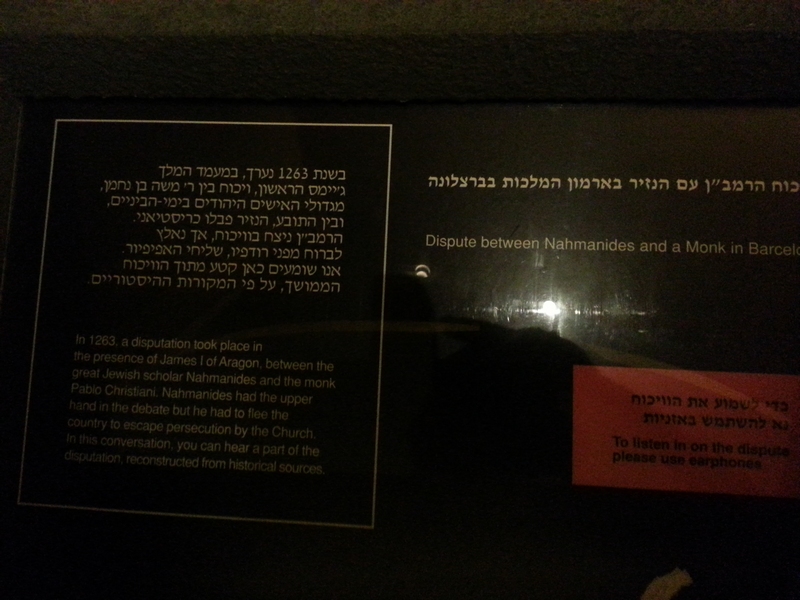 בשנת 1263 נערך, במעמד המלך
ג׳יימס הראשון, ויכוח בין ר׳ משה בן נחמן,
מגדולי האישים היהודים בימי-הביניים,
ובין התובע, הנזיר פבלו כריסטיאני.
הרמב״ן ניצח בוויכוח, אך נאלץ
לברוח מפני רודפיו, שליחי האפיפיור.
אנו שומעים כאן קטע מתוך הוויכוח
הממושך, על פי המקורות ההיסטוריים.
In 1263, a disputation took place in
the presence of James I of Aragon, between the
great Jewish scholar Nahmanides and the monk
Pablo Christiani. Nahmanides had the upper
hand in the debate but he had to flee the
country to escape persecution by the Church.
In this conversation, you can hear a part of the
disputation, reconstructed from historical sources.
כוח הרמב״ן עם הנזיר בארמון המלכות בברצלונה
Dispute between Nahmanides and a Monk in Barcelo
כדי לשמוע את הוויכוח
נא להשתמש באזניות
To listen in on the dispute
please use earphones